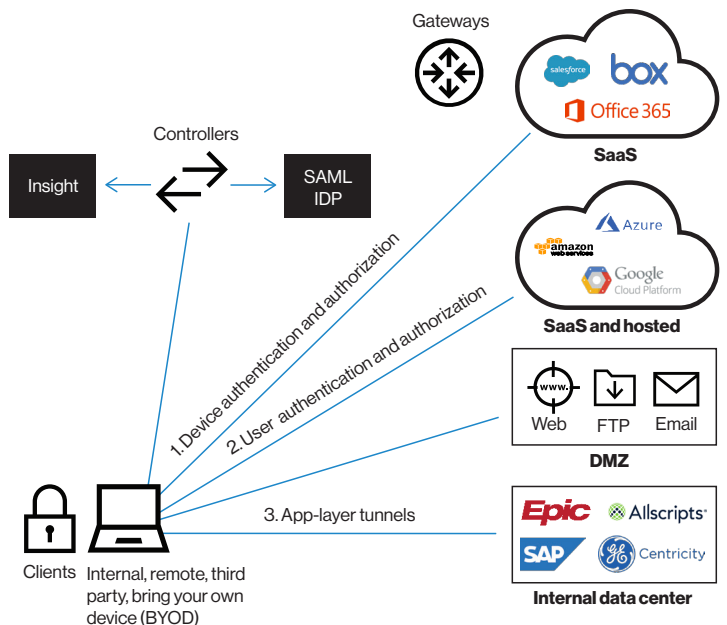 Gateways
salesforce
box
Office 365
SaaS
Controllers
Insight
SAML
IDP
Azure
amazon
web services
Google
Cloud Platform
SaaS and hosted
1. Device authentication and authorization
2. User authentication and authorization
www.
Web
FTP
Email
DMZ
3. App-layer tunnels
Epic
Allscripts
SAP
GE
Centricity
Internal data center
Clients
Internal, remote, third
party, bring your own
device (BYOD)